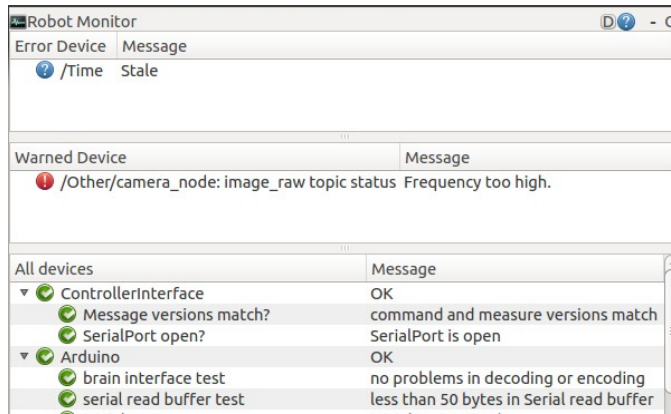 Robot Monitor D ? -
Error Device Message
? /Time Stale
Warned Device Message
! /Other/camera_node: image_raw topic status Frequency too high.
All devices Message
ControllerInterface OK
Message versions match? command and measure versions match
SerialPort open? SerialPort is open
Arduino OK
brain interface test no problems in decoding or encoding
serial read buffer test less than 50 bytes in Serial read buffer